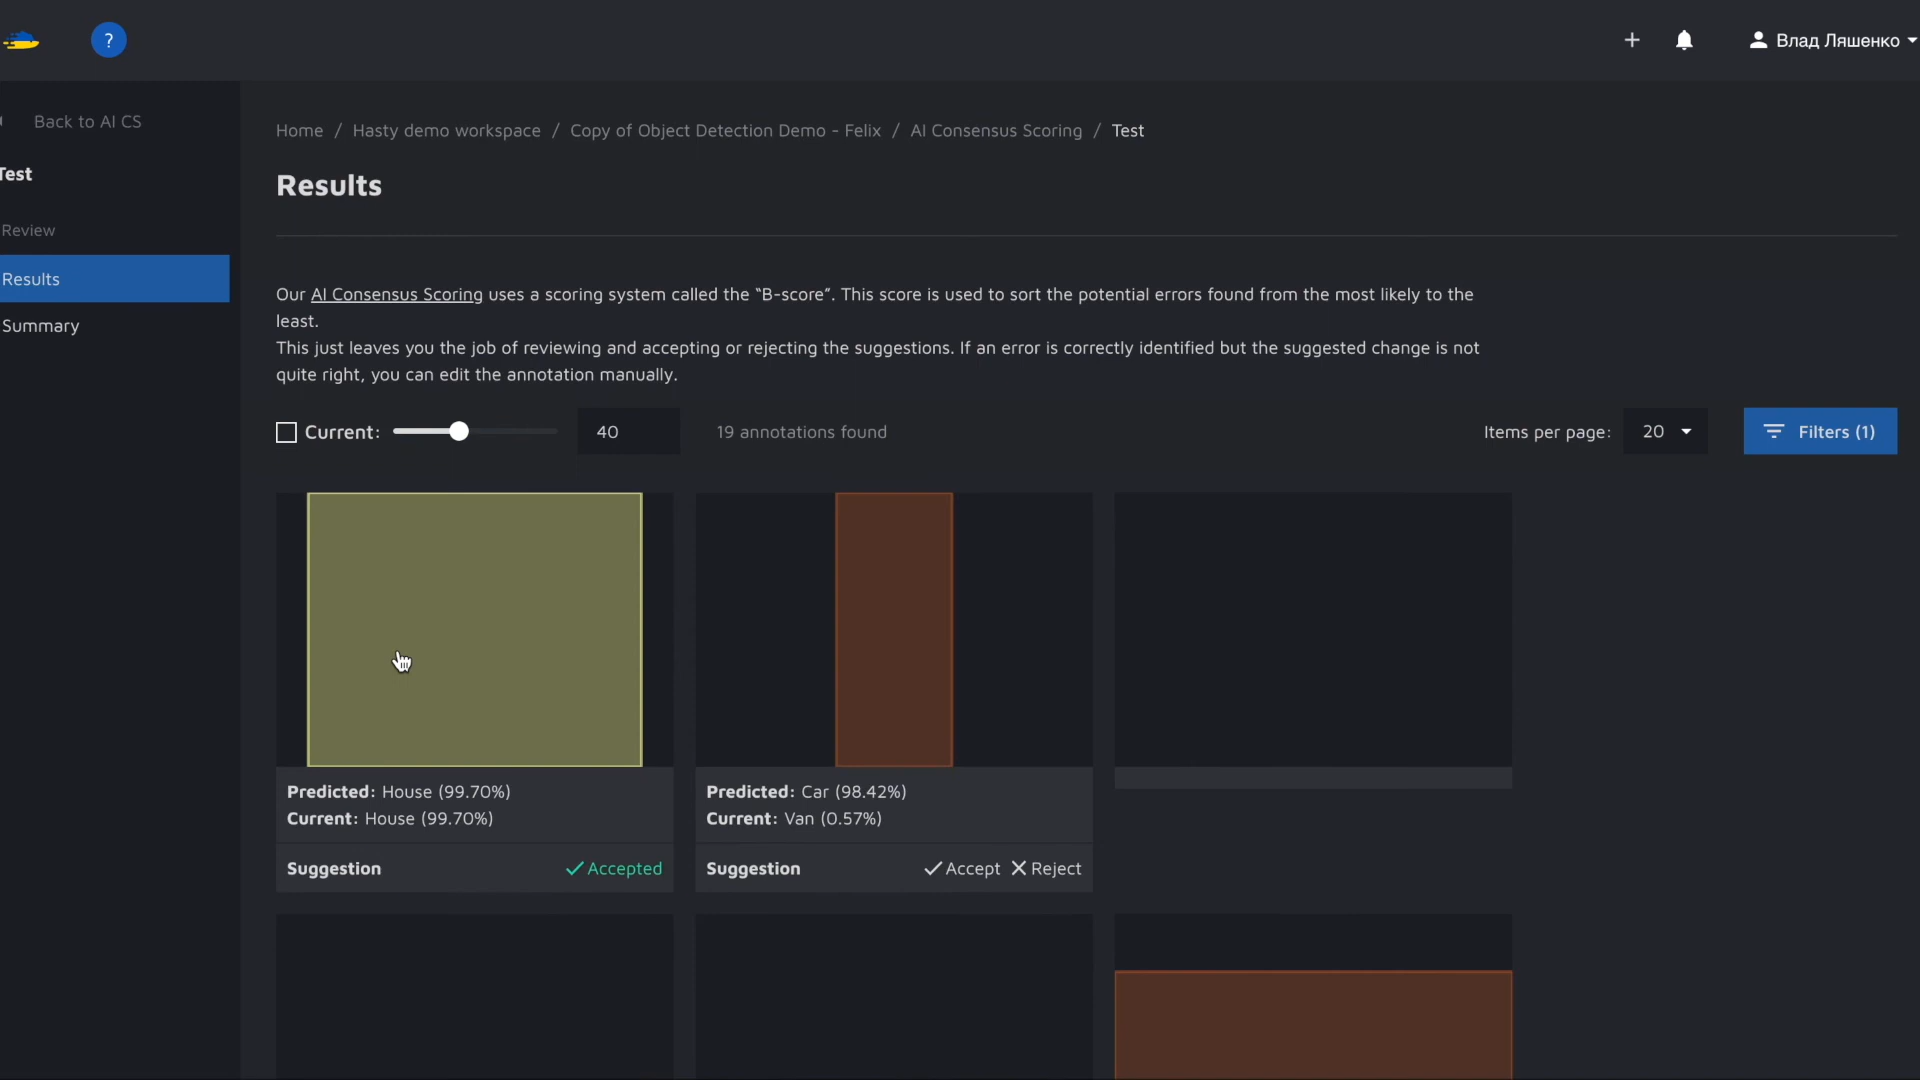 ?
+
Влад Ляшенко
Back to AI CS
Test
Review
Results
Summary
Home / Hasty demo workspace / Copy of Object Detection Demo - Felix / AI Consensus Scoring / Test
Results
Our AI Consensus Scoring uses a scoring system called the “B-score”. This score is used to sort the potential errors found from the most likely to the
least.
This just leaves you the job of reviewing and accepting or rejecting the suggestions. If an error is correctly identified but the suggested change is not
quite right, you can edit the annotation manually.
Current: 40 19 annotations found Items per page: 20 Filters (1)
Predicted: House (99.70%)
Current: House (99.70%)
Suggestion Accepted
Predicted: Car (98.42%)
Current: Van (0.57%)
Suggestion Accept Reject